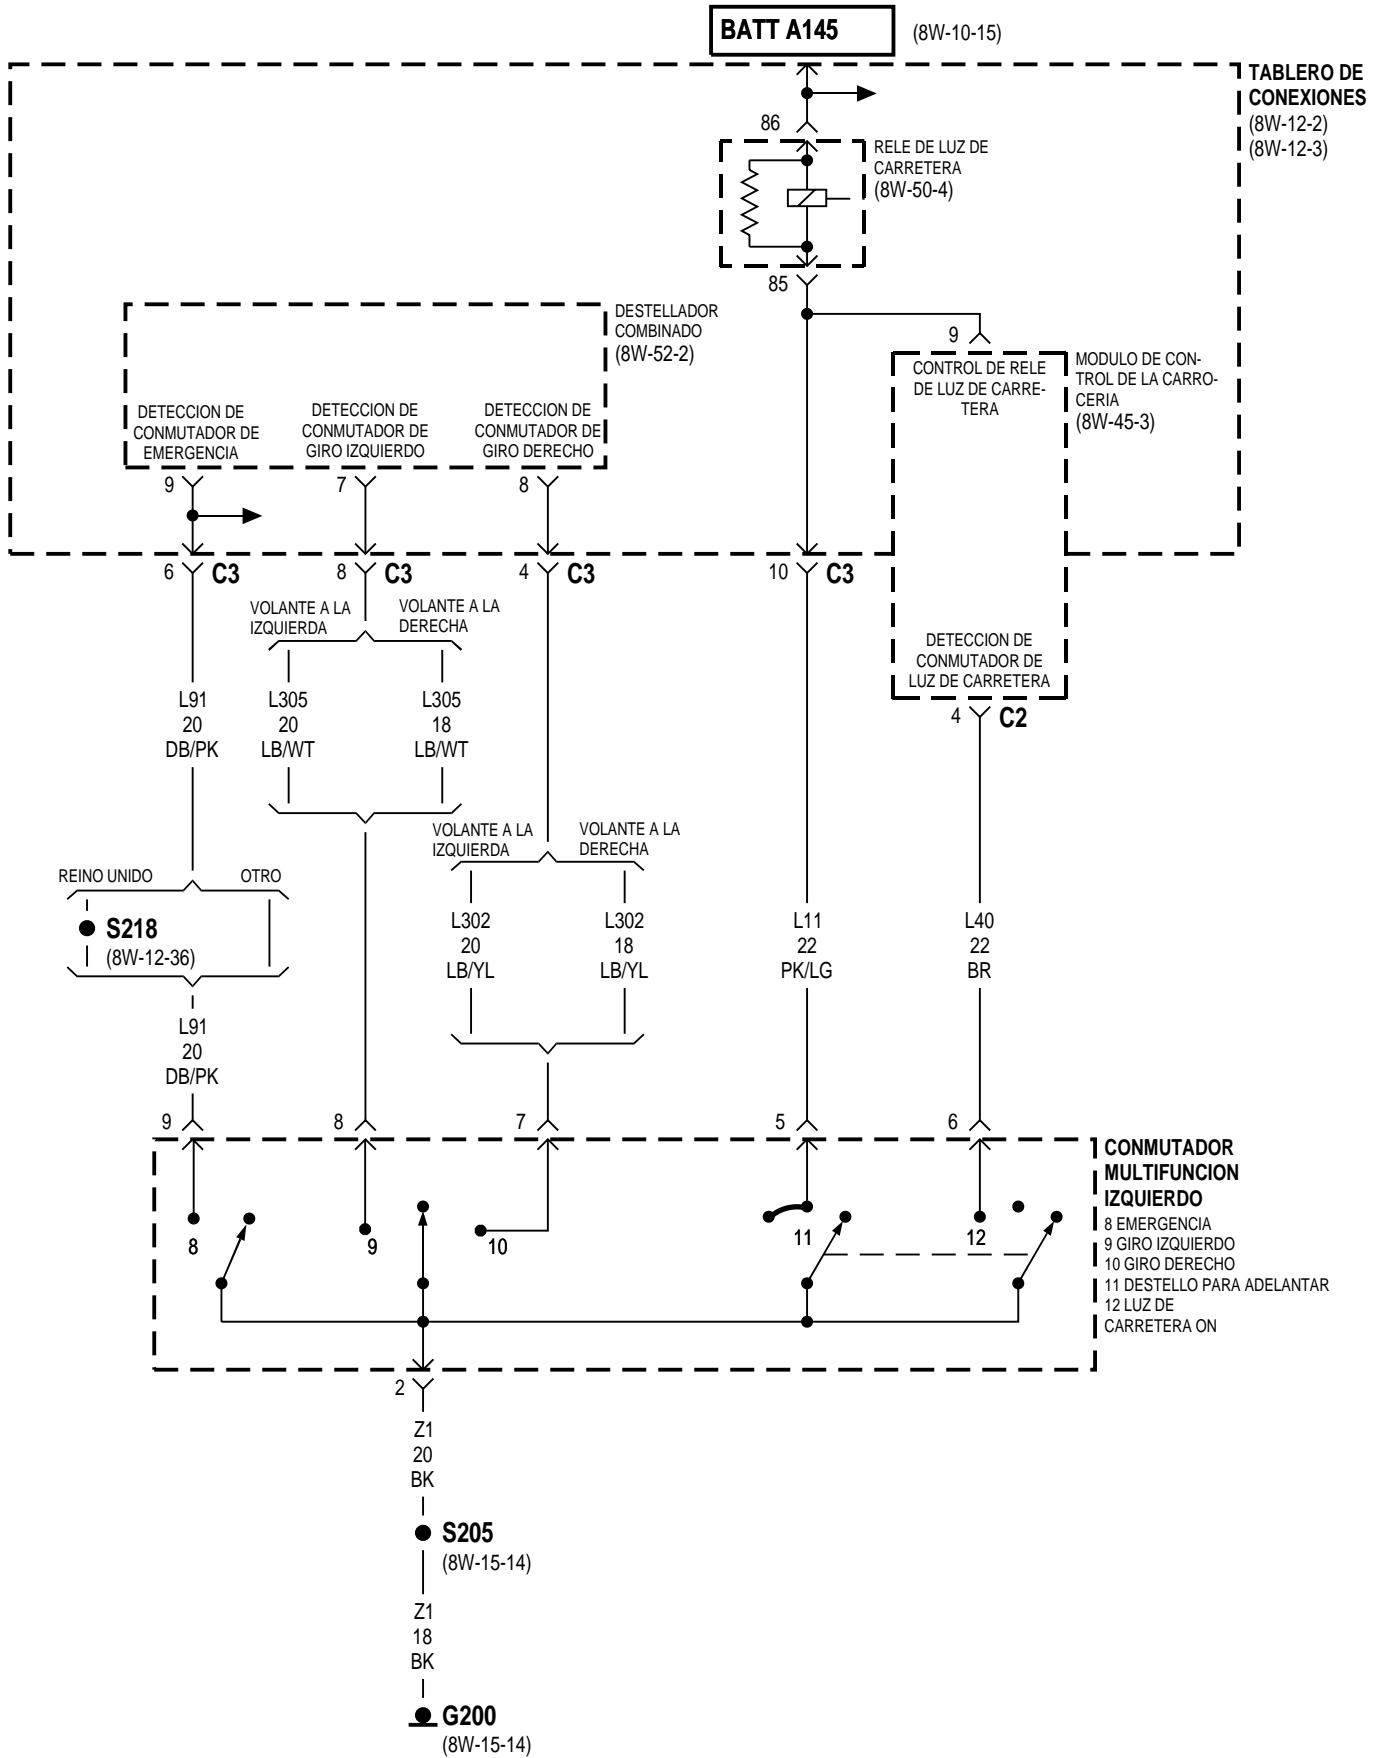 BATT A145
(8W-10-15)
TABLERO DE
CONEXIONES
(8W-12-2)
(8W-12-3)
86
RELE DE LUZ DE
CARRETERA
(8W-50-4)
85
DESTELLADOR
COMBINADO
(8W-52-2)
9
CONTROL DE RELE
DE LUZ DE CARRE-
TERA
MODULO DE CON-
TROL DE LA CARRO-
CERIA
(8W-45-3)
DETECCION DE
CONMUTADOR DE
EMERGENCIA
DETECCION DE
CONMUTADOR DE
GIRO IZQUIERDO
DETECCION DE
CONMUTADOR DE
GIRO DERECHO
9
7
8
6
C3
8
C3
4
C3
10
C3
VOLANTE A LA
IZQUIERDA
VOLANTE A LA
DERECHA
DETECCION DE
CONMUTADOR DE
LUZ DE CARRETERA
4
C2
L91
20
DB/PK
L305
20
LB/WT
L305
18
LB/WT
VOLANTE A LA
IZQUIERDA
VOLANTE A LA
DERECHA
REINO UNIDO
OTRO
S218
(8W-12-36)
L302
20
LB/YL
L302
18
LB/YL
L11
22
PK/LG
L40
22
BR
L91
20
DB/PK
9
8
7
5
6
CONMUTADOR
MULTIFUNCION
IZQUIERDO
8 EMERGENCIA
9 GIRO IZQUIERDO
10 GIRO DERECHO
11 DESTELLO PARA ADELANTAR
12 LUZ DE
CARRETERA ON
8
9
10
11
12
2
Z1
20
BK
S205
(8W-15-14)
Z1
18
BK
G200
(8W-15-14)